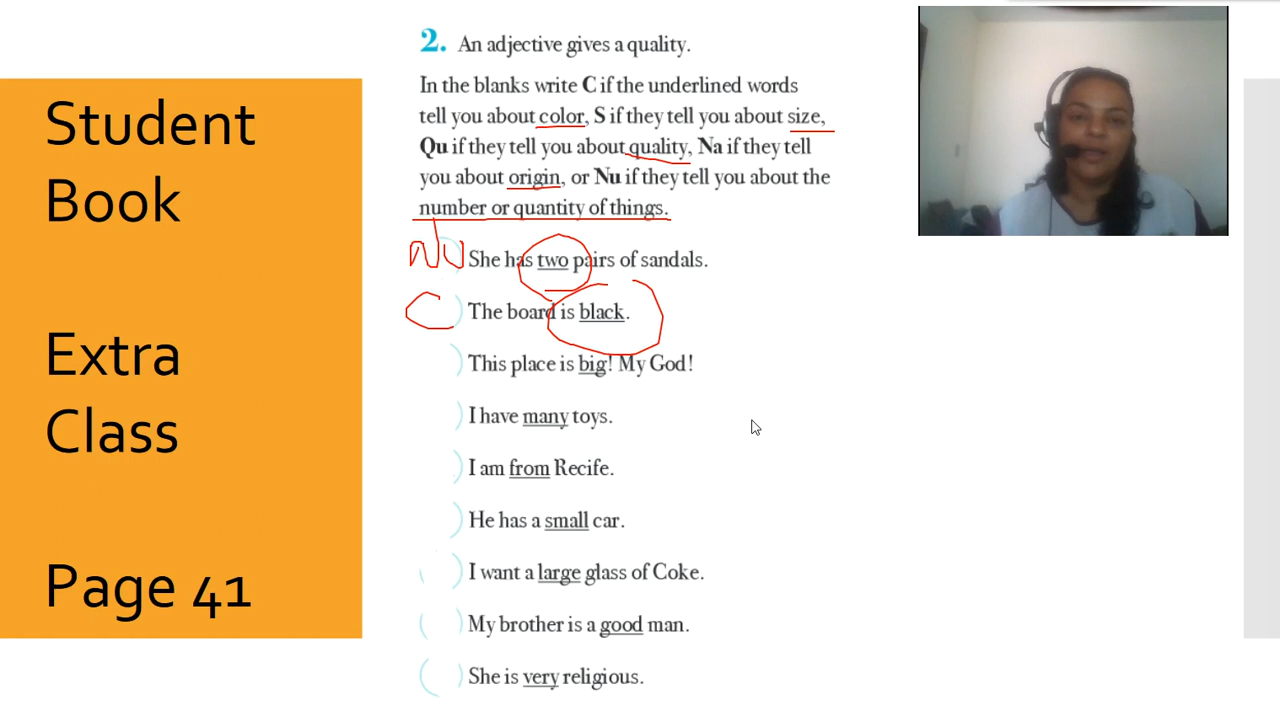 Student
Book
Extra
Class
Page 41
2. An adjective gives a quality.
In the blanks write C if the underlined words
tell you about color, S if they tell you about size,
Qu if they tell you about quality, Na if they tell
you about origin, or Nu if they tell you about the
number or quantity of things.
NU ) She has two pairs of sandals.
C ) The board is black.
) This place is big! My God!
) I have many toys.
) I am from Recife.
) He has a small car.
( ) I want a large glass of Coke.
( ) My brother is a good man.
( ) She is very religious.